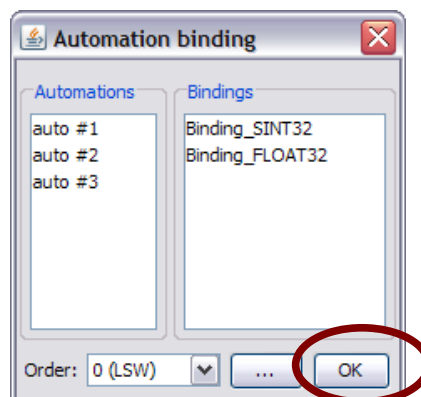 Automation binding
Automations
Bindings
auto #1
auto #2
auto #3
Binding_SINT32
Binding_FLOAT32
Order: 0 (LSW) ... OK